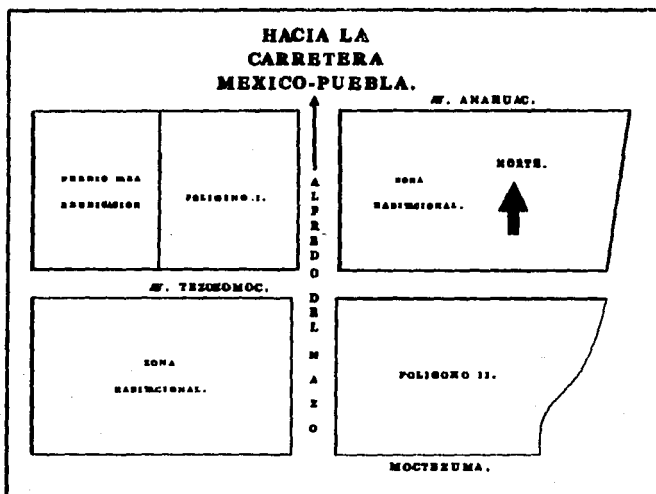 HACIA LA
CARRETERA
MEXICO-PUEBLA.
AV. ANAHUAC.
NORTE.
ZONA
HABITACIONAL.
POLIGINO.I.
ALFREDO DEL MAZO
AV. TEZOZOMOC.
ZONA
HABITACIONAL.
POLIGONO II.
MOCTEZUMA.